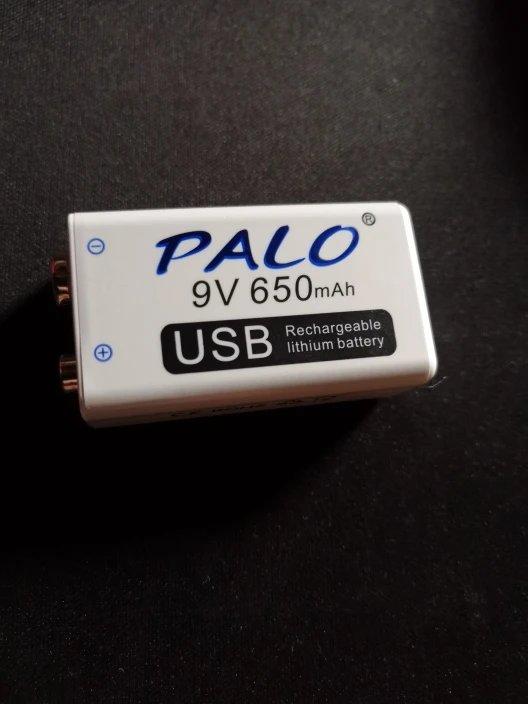 PALO®
9V 650mAh
USB Rechargeable
lithium battery